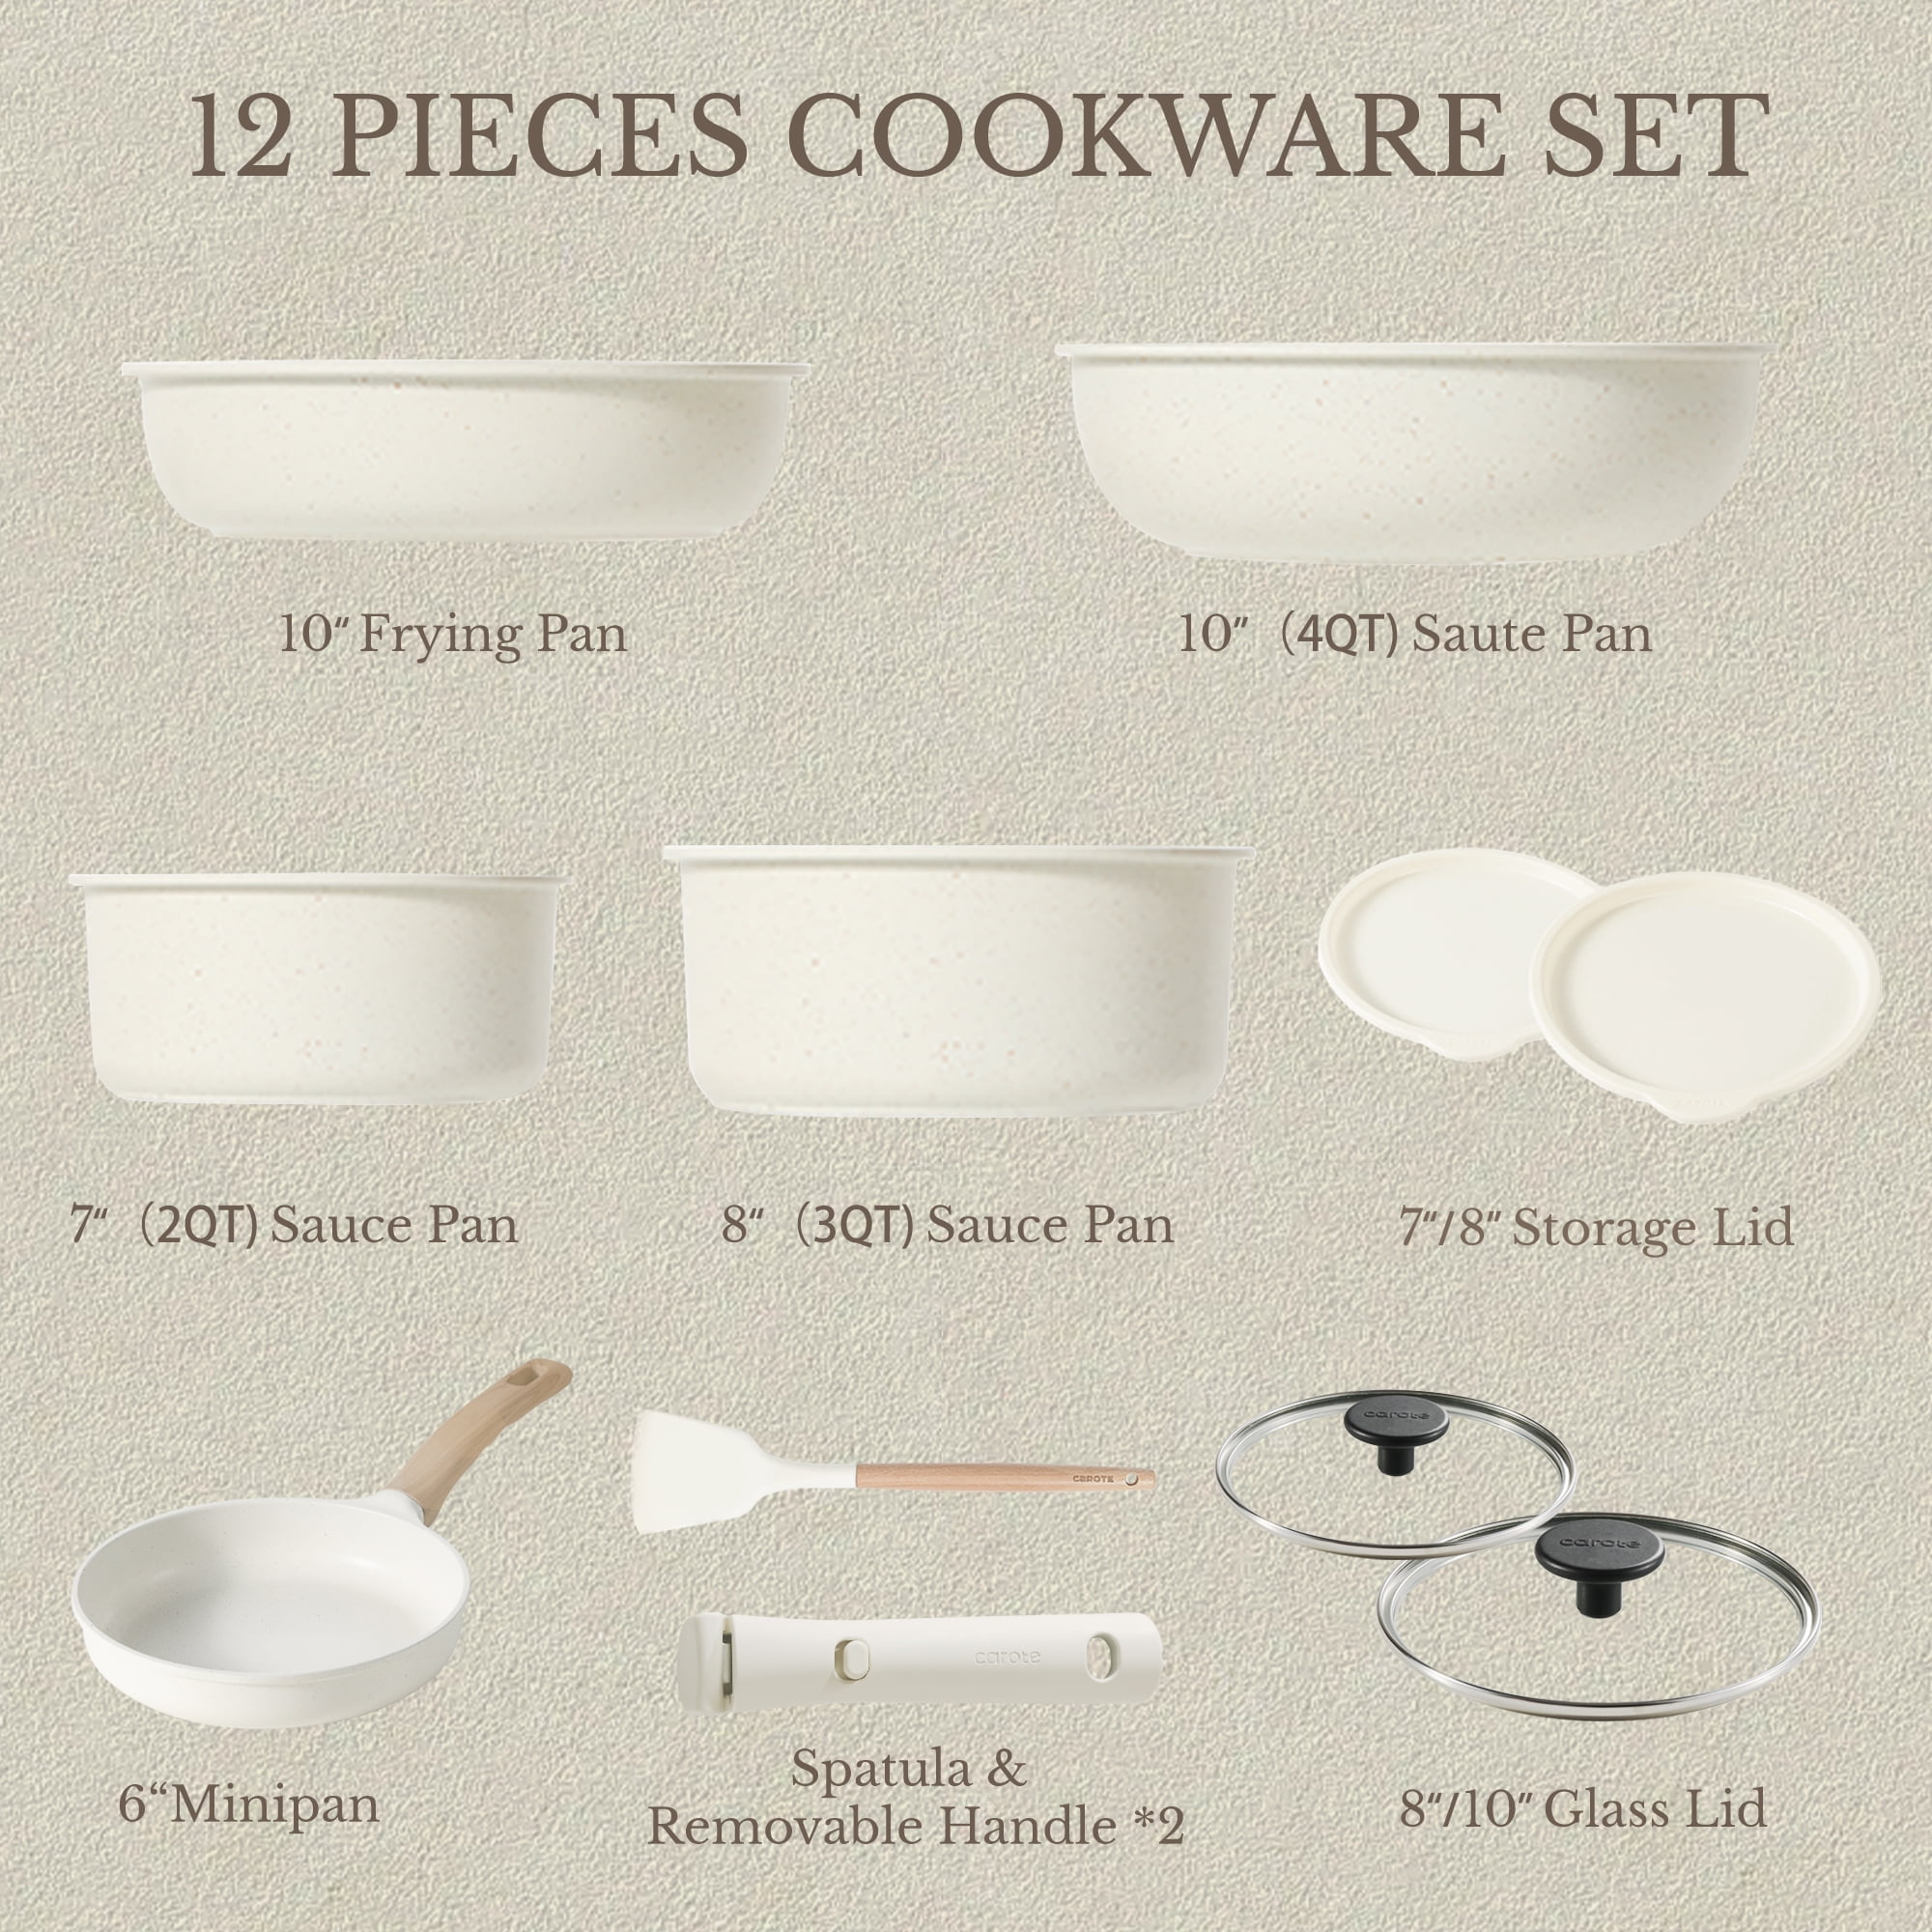 12 PIECES COOKWARE SET
10″ Frying Pan
10″（4QT) Saute Pan
7“（2QT) Sauce Pan
8“（3QT) Sauce Pan
7″/8″ Storage Lid
carote
CAROTE
carote
carote
Spatula &
Removable Handle *2
6“Minipan
8“/10″ Glass Lid